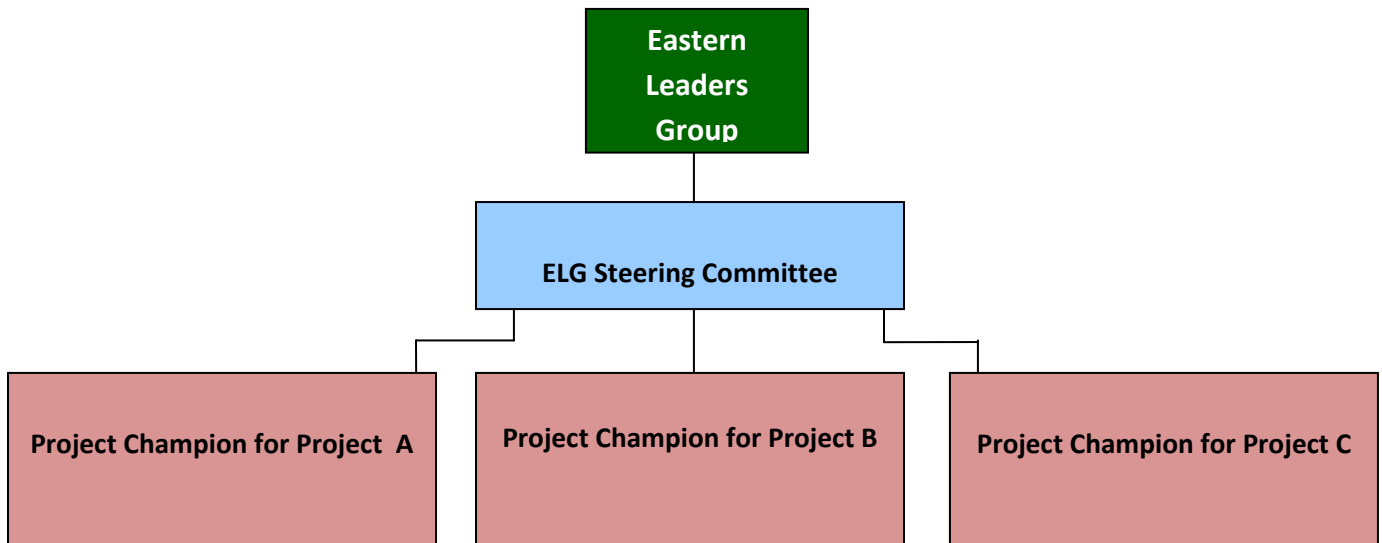 Eastern
Leaders
Group
ELG Steering Committee
Project Champion for Project  A
Project Champion for Project B
Project Champion for Project C